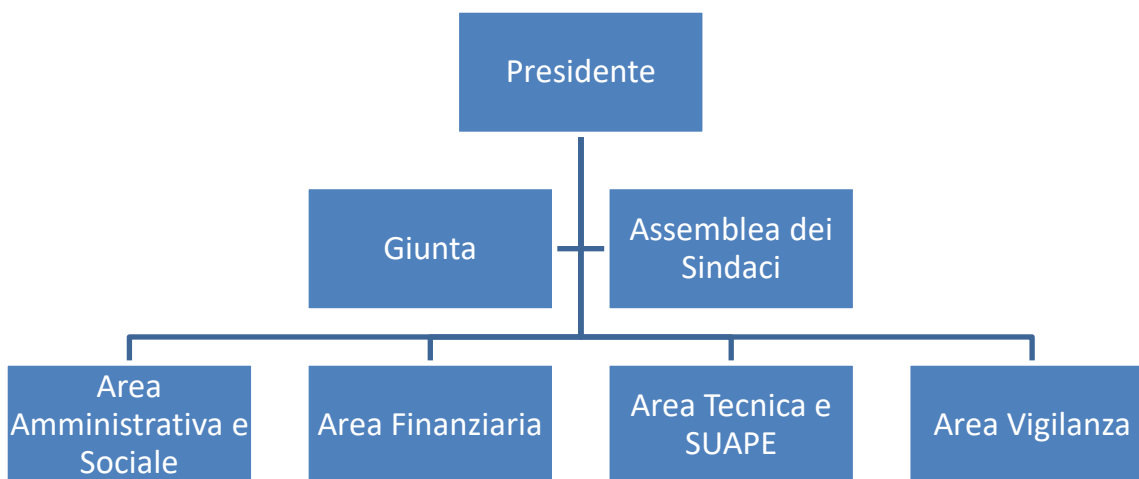 Presidente
Giunta
Assemblea dei
Sindaci
Area
Amministrativa e
Sociale
Area Finanziaria
Area Tecnica e
SUAPE
Area Vigilanza